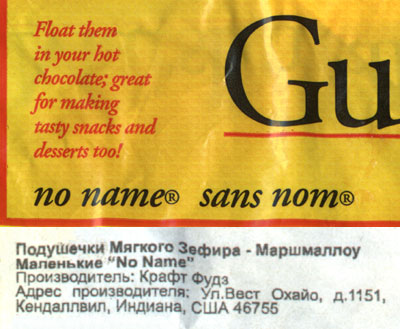 Float them
in your hot
chocolate; great
for making
tasty snacks and
desserts too!
Gu
no name® sans nom®
Подушечки Мягкого Зефира - Маршмаллоу
Маленькие "No Name"
Производитель: Крафт Фудз
Адрес производителя: Ул.Вест Охайо, д.1151,
Кендаллвил, Индиана, США 46755